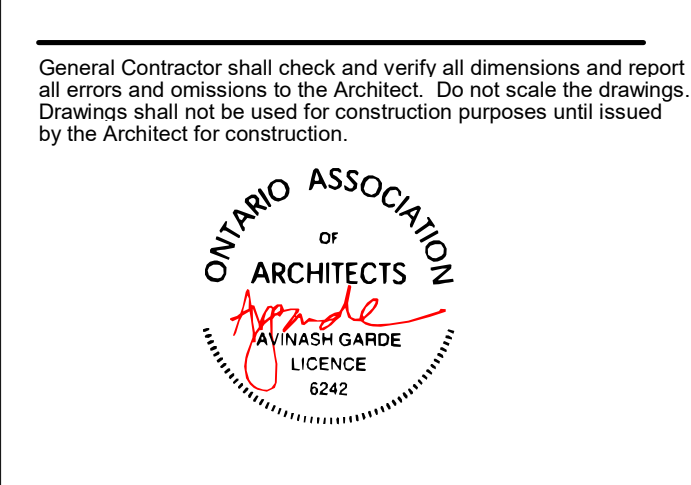 General Contractor shall check and verify all dimensions and report
all errors and omissions to the Architect.  Do not scale the drawings.
Drawings shall not be used for construction purposes until issued
by the Architect for construction.
ONTARIO ASSOCIATION
OF
ARCHITECTS
AVINASH GARDE
LICENCE
6242